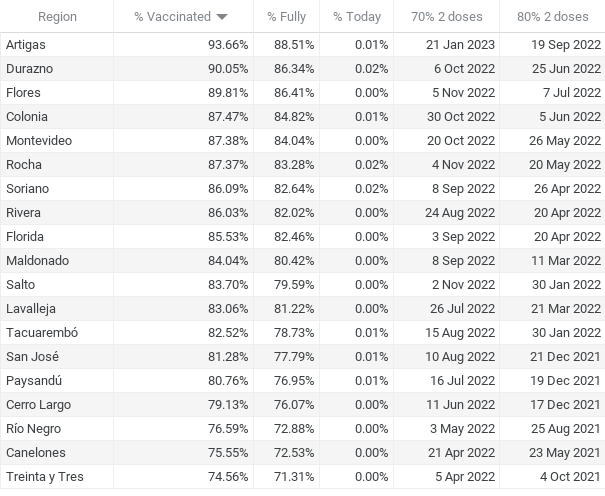 Region % Vaccinated % Fully % Today 70% 2 doses 80% 2 doses
Artigas 93.66% 88.51% 0.01% 21 Jan 2023 19 Sep 2022
Durazno 90.05% 86.34% 0.02% 6 Oct 2022 25 Jun 2022
Flores 89.81% 86.41% 0.00% 5 Nov 2022 7 Jul 2022
Colonia 87.47% 84.82% 0.01% 30 Oct 2022 5 Jun 2022
Montevideo 87.38% 84.04% 0.00% 20 Oct 2022 26 May 2022
Rocha 87.37% 83.28% 0.02% 4 Nov 2022 20 May 2022
Soriano 86.09% 82.64% 0.02% 8 Sep 2022 26 Apr 2022
Rivera 86.03% 82.02% 0.00% 24 Aug 2022 20 Apr 2022
Florida 85.53% 82.46% 0.00% 3 Sep 2022 20 Apr 2022
Maldonado 84.04% 80.42% 0.00% 8 Sep 2022 11 Mar 2022
Salto 83.70% 79.59% 0.00% 2 Nov 2022 30 Jan 2022
Lavalleja 83.06% 81.22% 0.00% 26 Jul 2022 21 Mar 2022
Tacuarembó 82.52% 78.73% 0.01% 15 Aug 2022 30 Jan 2022
San José 81.28% 77.79% 0.01% 10 Aug 2022 21 Dec 2021
Paysandú 80.76% 76.95% 0.01% 16 Jul 2022 19 Dec 2021
Cerro Largo 79.13% 76.07% 0.00% 11 Jun 2022 17 Dec 2021
Río Negro 76.59% 72.88% 0.00% 3 May 2022 25 Aug 2021
Canelones 75.55% 72.53% 0.00% 21 Apr 2022 23 May 2021
Treinta y Tres 74.56% 71.31% 0.00% 5 Apr 2022 4 Oct 2021